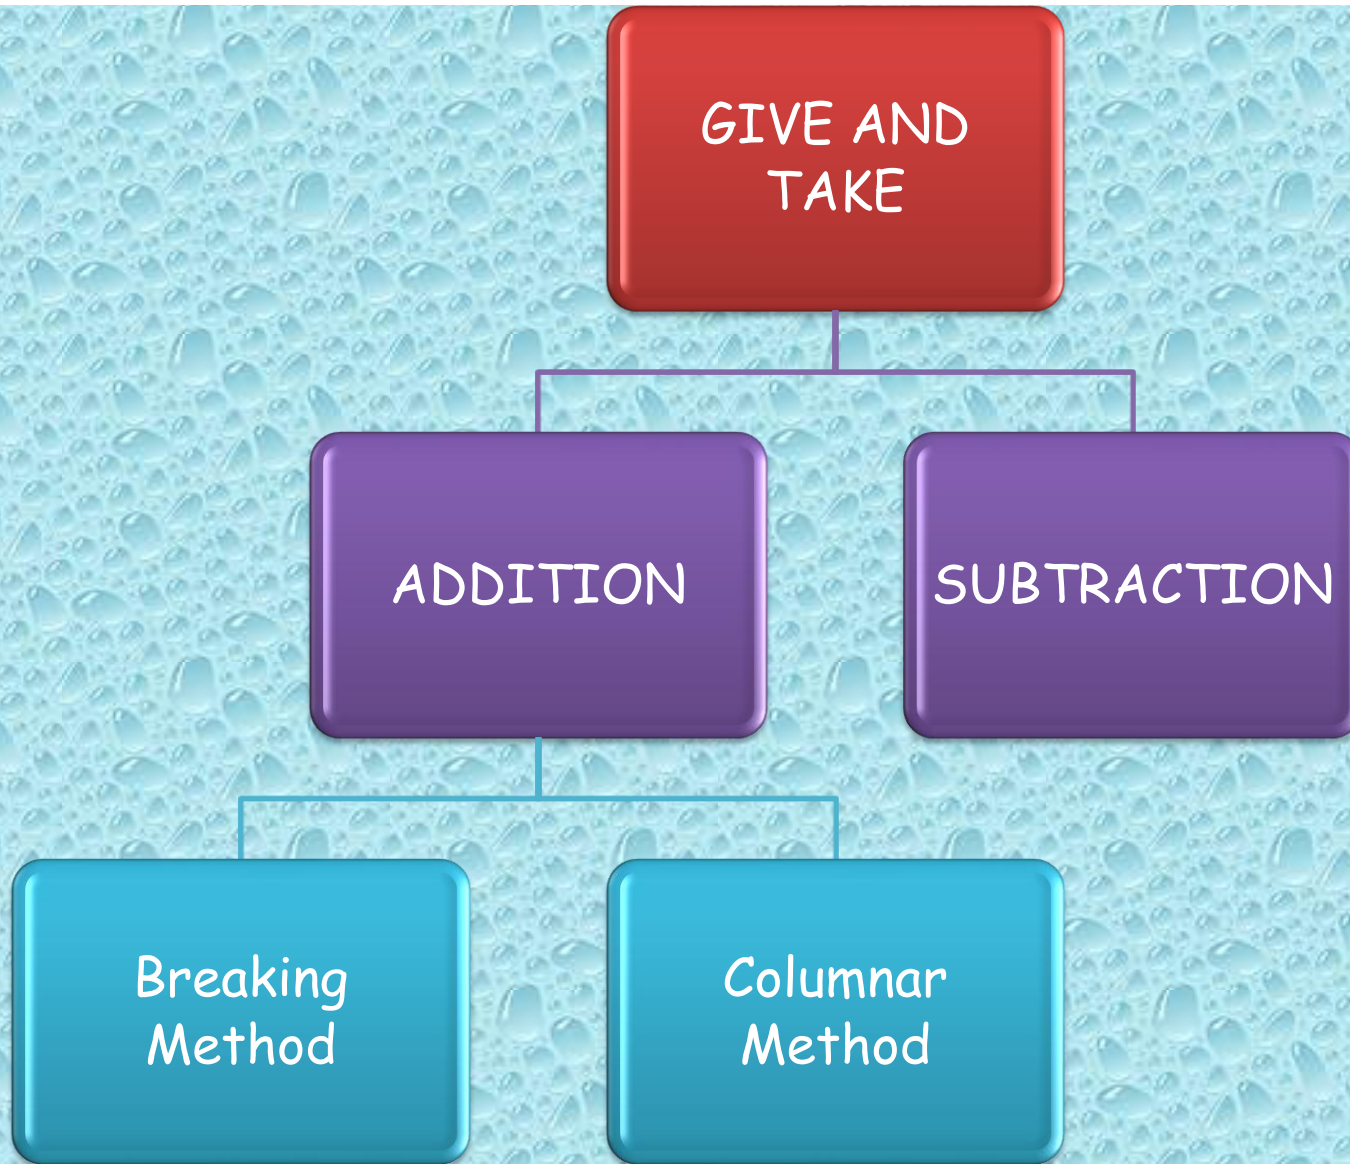 GIVE AND
TAKE
ADDITION
SUBTRACTION
Breaking
Method
Columnar
Method